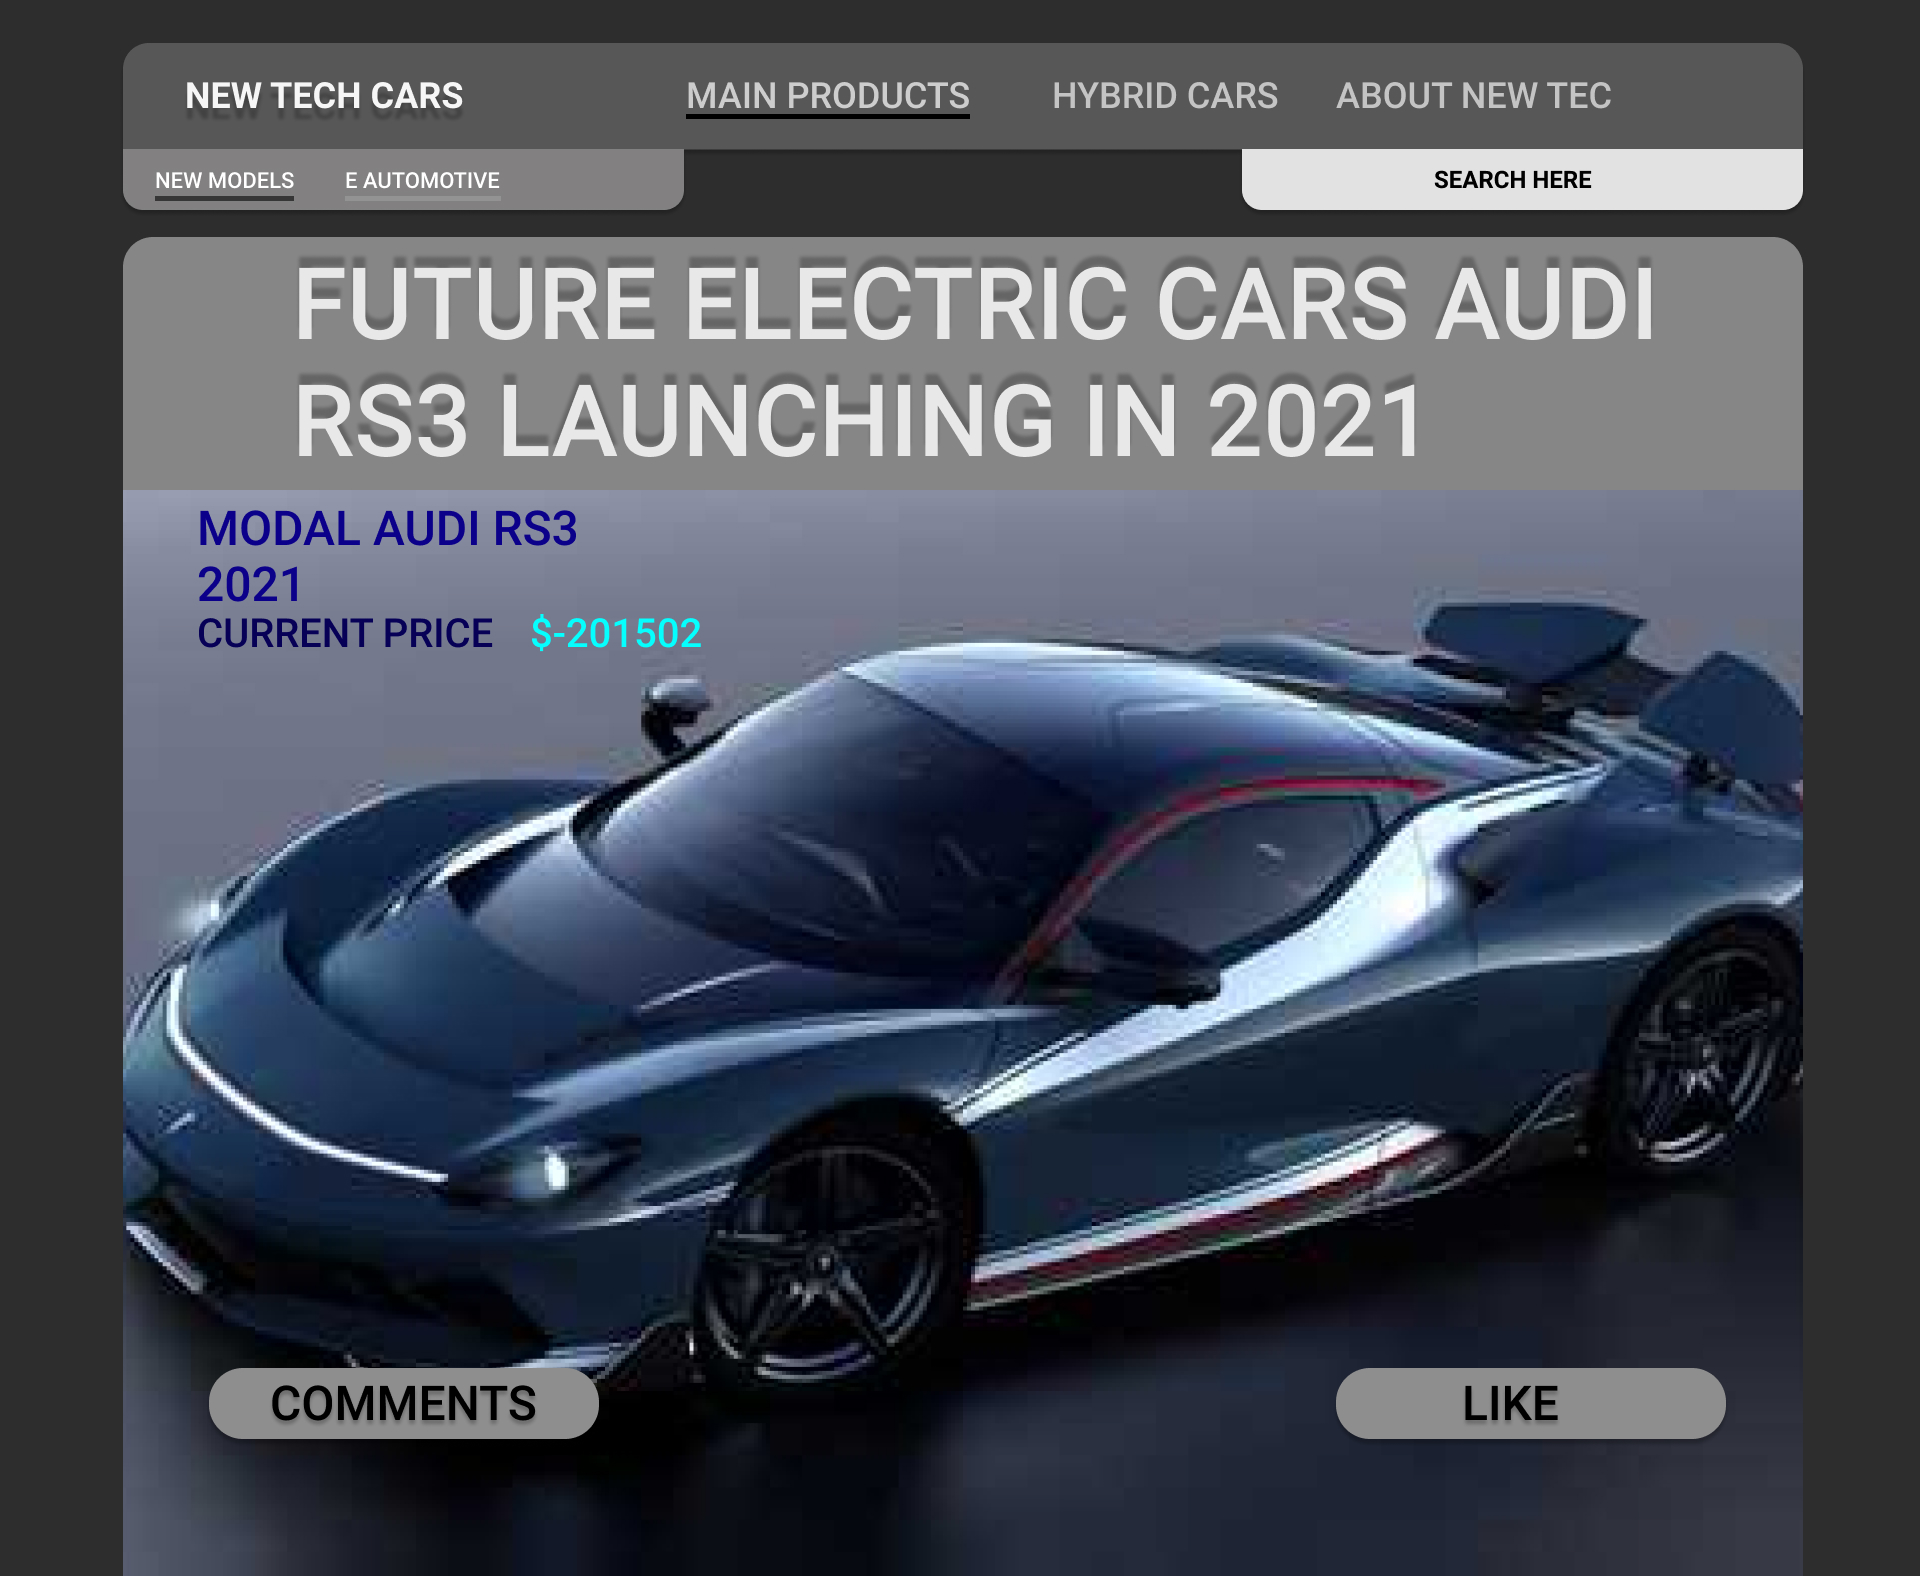 NEW TECH CARS
MAIN PRODUCTS
HYBRID CARS
ABOUT NEW TEC
NEW MODELS
E AUTOMOTIVE
SEARCH HERE
FUTURE ELECTRIC CARS AUDI
RS3 LAUNCHING IN 2021
MODAL AUDI RS3
2021
CURRENT PRICE $-201502
COMMENTS
LIKE